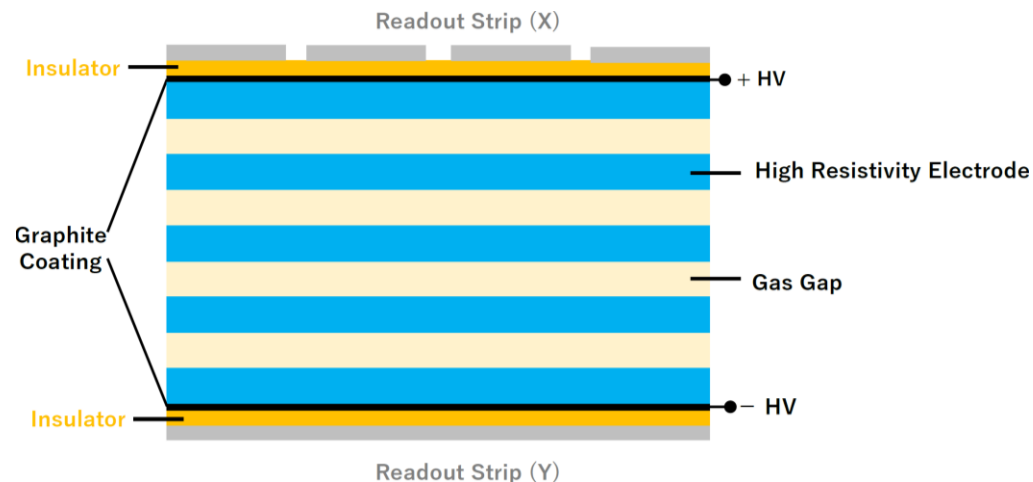 Readout Strip (X)
Insulator
+ HV
High Resistivity Electrode
Graphite
Coating
Gas Gap
Insulator
− HV
Readout Strip (Y)